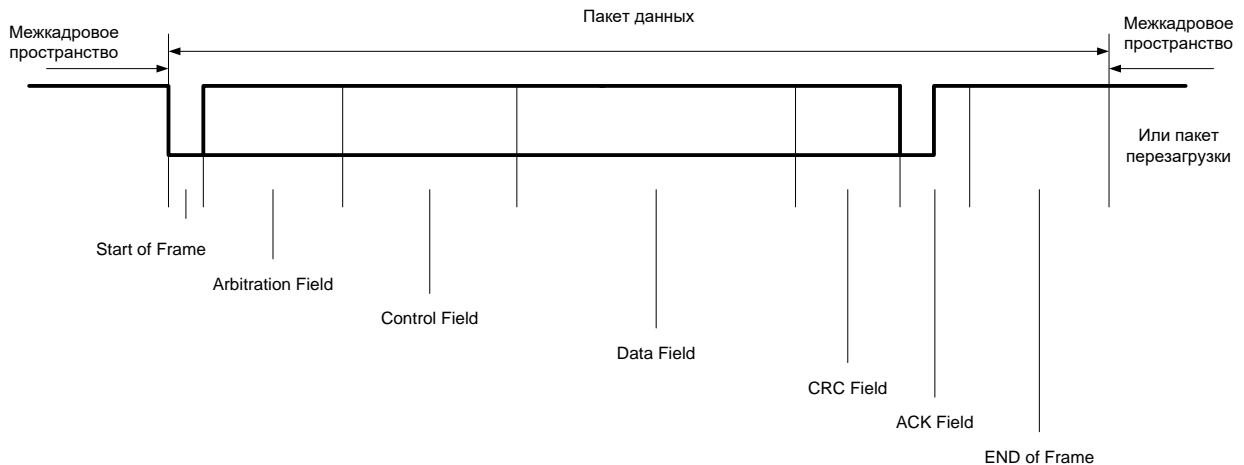 Пакет данных
Межкадровое
пространство
Межкадровое
пространство
Или пакет
перезагрузки
Start of Frame
Arbitration Field
Control Field
Data Field
CRC Field
ACK Field
END of Frame